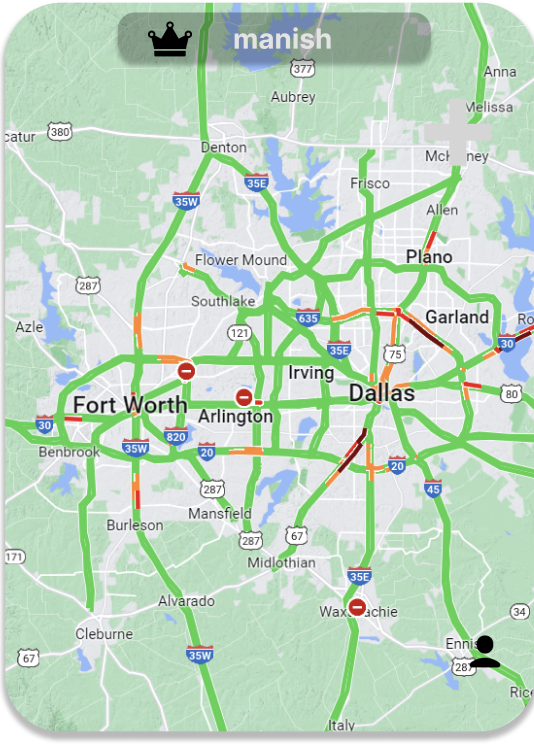 manish
377
Anna
Aubrey
Melissa
catur
380
Denton
McKinney
35E
Frisco
35W
Allen
Flower Mound
Plano
287
Southlake
635
Garland
Ro
Azle
121
35E
30
75
Irving
Dallas
80
Fort Worth
Arlington
30
820
35W
20
Benbrook
20
287
45
Mansfield
Burleson
67
287
171
Midlothian
35E
Alvarado
Waxahachie
34
Cleburne
Ennis
67
35W
287
Rice
Italy